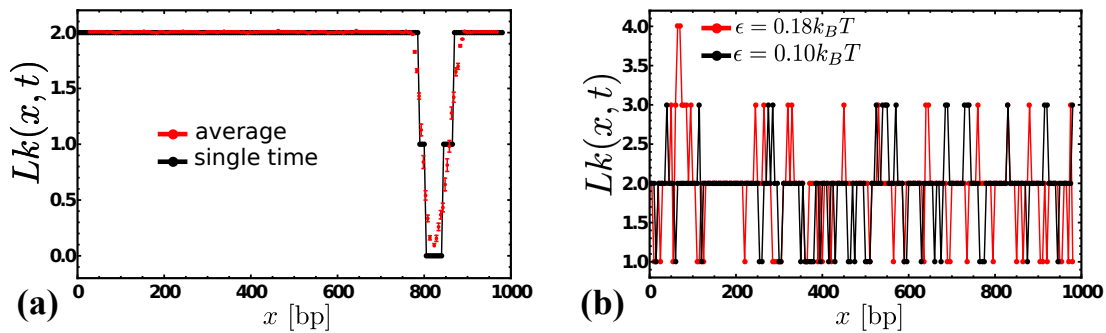 2.0
1.5
1.0
0.5
0.0
Lk(x, t)
average
single time
0 200 400 600 800 1000
x [bp]
(a)
4.0
3.5
3.0
2.5
2.0
1.5
1.0
Lk(x, t)
ϵ = 0.18k_BT
ϵ = 0.10k_BT
0 200 400 600 800 1000
x [bp]
(b)